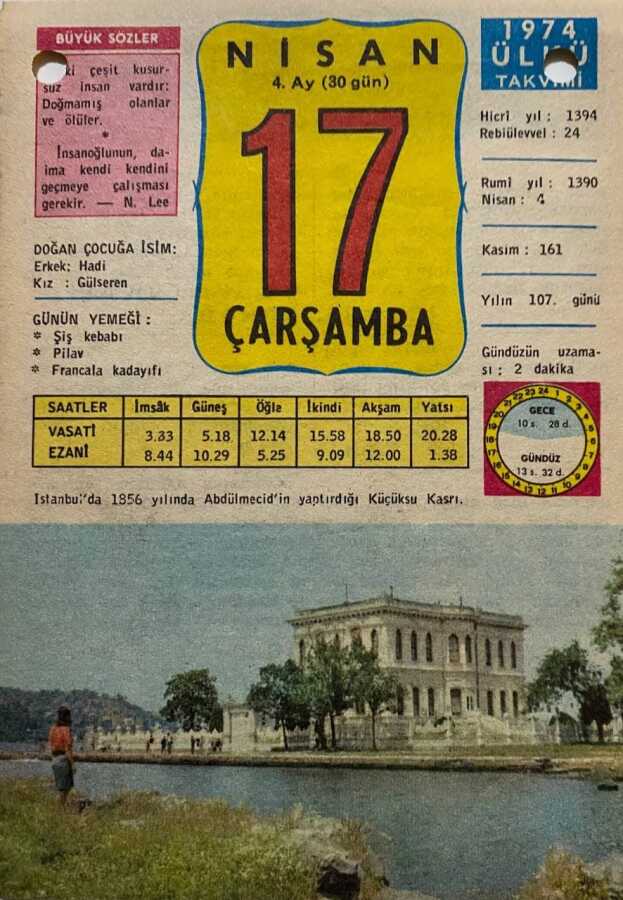 BÜYÜK SÖZLER
çeşit kusur-
suz insan vardır:
Doğmamış olanlar
ve ölüler.
*
İnsanoğlunun, da-
ima kendi kendini
geçmeye çalışması
gerekir. — N. Lee
DOĞAN ÇOCUĞA İSİM:
Erkek: Hadi
Kız : Gülseren
GÜNÜN YEMEĞİ :
* Şiş kebabı
* Pilav
* Francala kadayıfı
NİSAN
4. Ay (30 gün)
17
ÇARŞAMBA
1974
ÜLKÜ
TAKVİMİ
Hicrî yıl : 1394
Rebiülevvel : 24
Rumî yıl : 1390
Nisan : 4
Kasım : 161
Yılın 107. günü
Gündüzün uzama-
sı : 2 dakika
GECE
10 s. 28 d.
GÜNDÜZ
13 s. 32 d.
SAATLER İmsâk Güneş Öğle İkindi Akşam Yatsı
VASATİ 3.33 5.18 12.14 15.58 18.50 20.28
EZANİ 8.44 10.29 5.25 9.09 12.00 1.38
İstanbul'da 1856 yılında Abdülmecid'in yaptırdığı Küçüksu Kasrı.